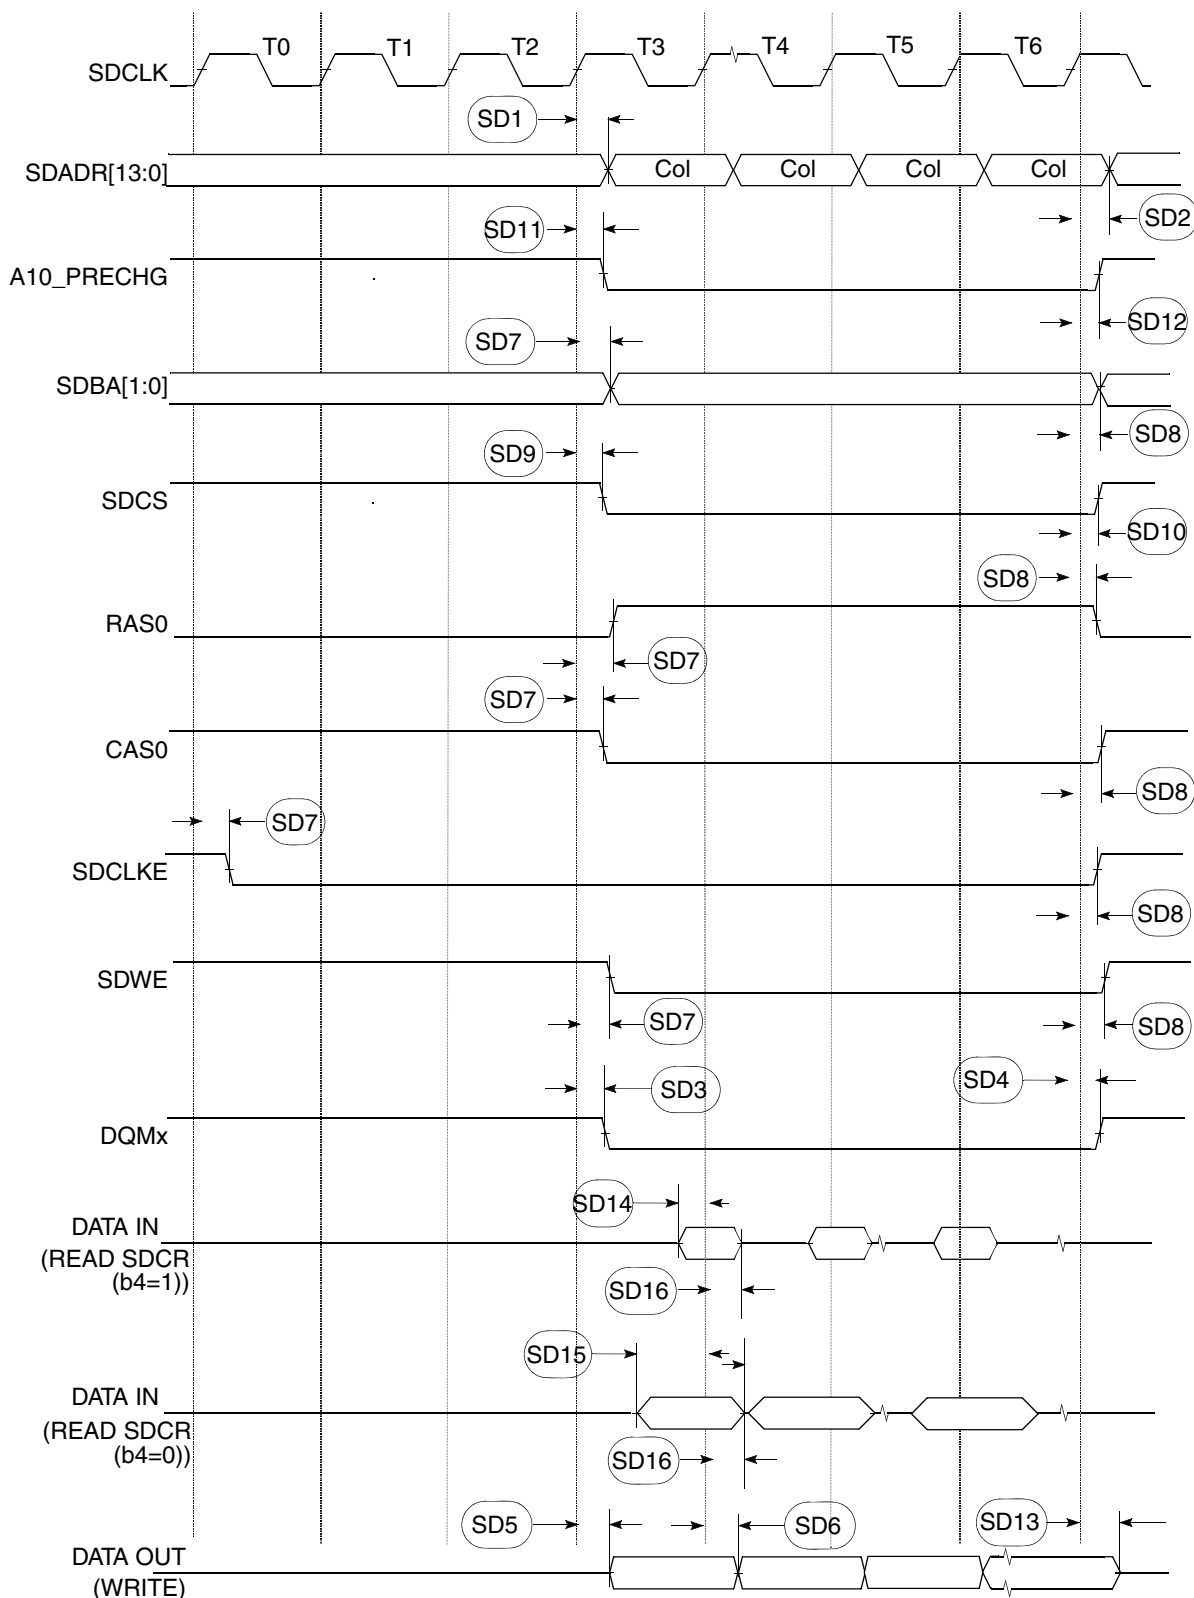 T0 T1 T2 T3 T4 T5 T6
SDCLK
SD1
SDADR[13:0]
Col Col Col Col
SD11
SD2
A10_PRECHG
SD12
SD7
SDBA[1:0]
SD8
SD9
SDCS
SD10
SD8
RAS0
SD7
SD7
CAS0
SD8
SD7
SDCLKE
SD8
SDWE
SD7
SD8
SD3
SD4
DQMx
SD14
DATA IN
(READ SDCR
(b4=1))
SD16
SD15
DATA IN
(READ SDCR
(b4=0))
SD16
SD5
SD6
SD13
DATA OUT
(WRITE)